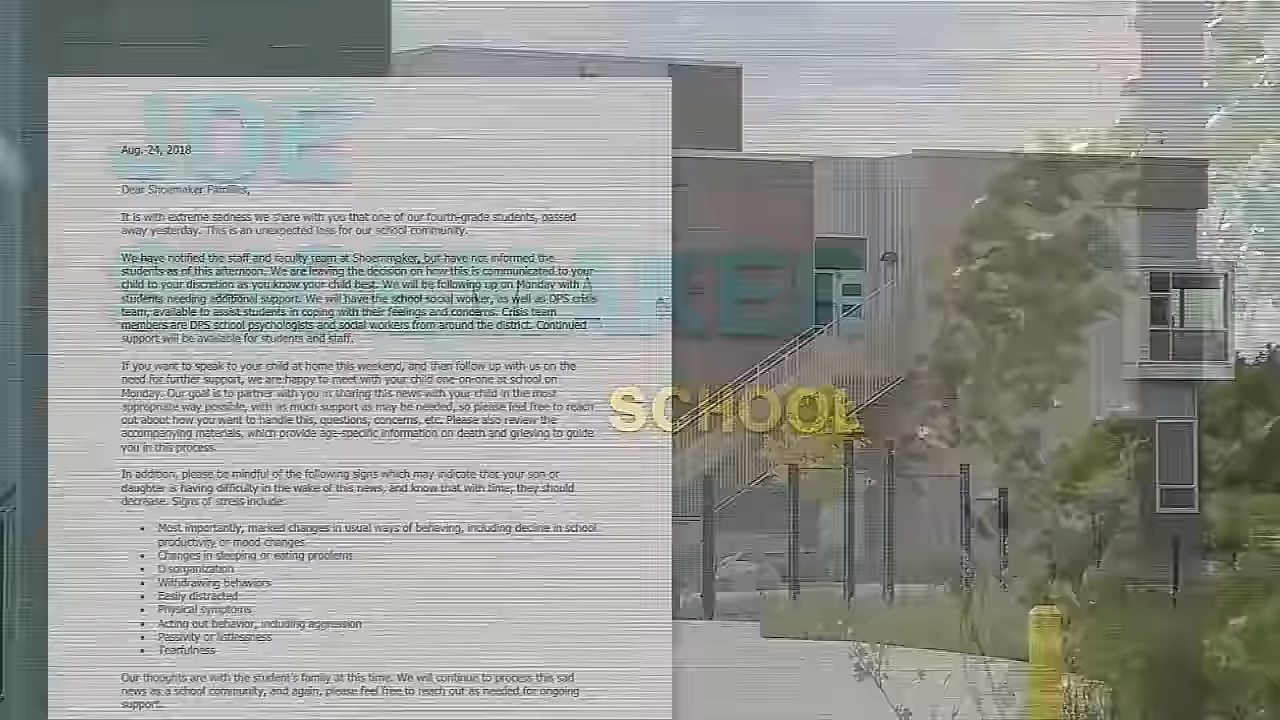 JOE
Aug. 24, 2018
Dear Shoemaker Families,
It is with extreme sadness we share with you that one of our fourth-grade students, passed
away yesterday. This is an unexpected loss for our school community.
We have notified the staff and faculty team at Shoemaker, but have not informed the
students as of this afternoon. We are leaving the decision on how this is communicated to your
child to your discretion as you know your child best. We will be following up on Monday with
students needing additional support. We will have the school social worker, as well as DPS crisis
team, available to assist students in coping with their feelings and concerns. Crisis team
members are DPS school psychologists and social workers from around the district. Continued
support will be available for students and staff.
If you want to speak to your child at home this weekend, and then follow up with us on the
need for further support, we are happy to meet with your child one-on-one at school on
Monday. Our goal is to partner with you in sharing this news with your child in the most
appropriate way possible, with as much support as may be needed, so please feel free to reach
out about how you want to handle this, questions, concerns, etc. Please also review the
accompanying materials, which provide age-specific information on death and grieving to guide
you in this process.
SCHOOL
In addition, please be mindful of the following signs which may indicate that your son or
daughter is having difficulty in the wake of this news, and know that with time, they should
decrease. Signs of stress include:
• Most importantly, marked changes in usual ways of behaving, including decline in school
productivity or mood changes
• Changes in sleeping or eating problems
• Disorganization
• Withdrawing behaviors
• Easily distracted
• Physical symptoms
• Acting out behavior, including aggression
• Passivity or listlessness
• Tearfulness
Our thoughts are with the student's family at this time. We will continue to process this sad
news as a school community, and again, please feel free to reach out as needed for ongoing
support.